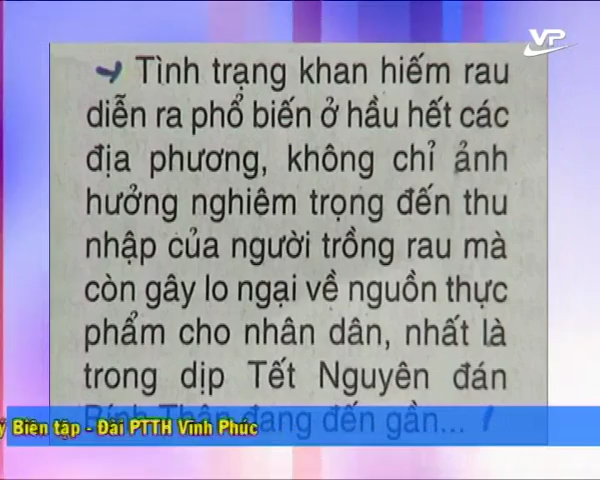 VP
Tình trạng khan hiếm rau
diễn ra phổ biến ở hầu hết các
địa phương, không chỉ ảnh
hưởng nghiêm trọng đến thu
nhập của người trồng rau mà
còn gây lo ngại về nguồn thực
phẩm cho nhân dân, nhất là
trong dịp Tết Nguyên đán
Bính Thân đang đến gần...
Biên tập - Đài PTTH Vĩnh Phúc